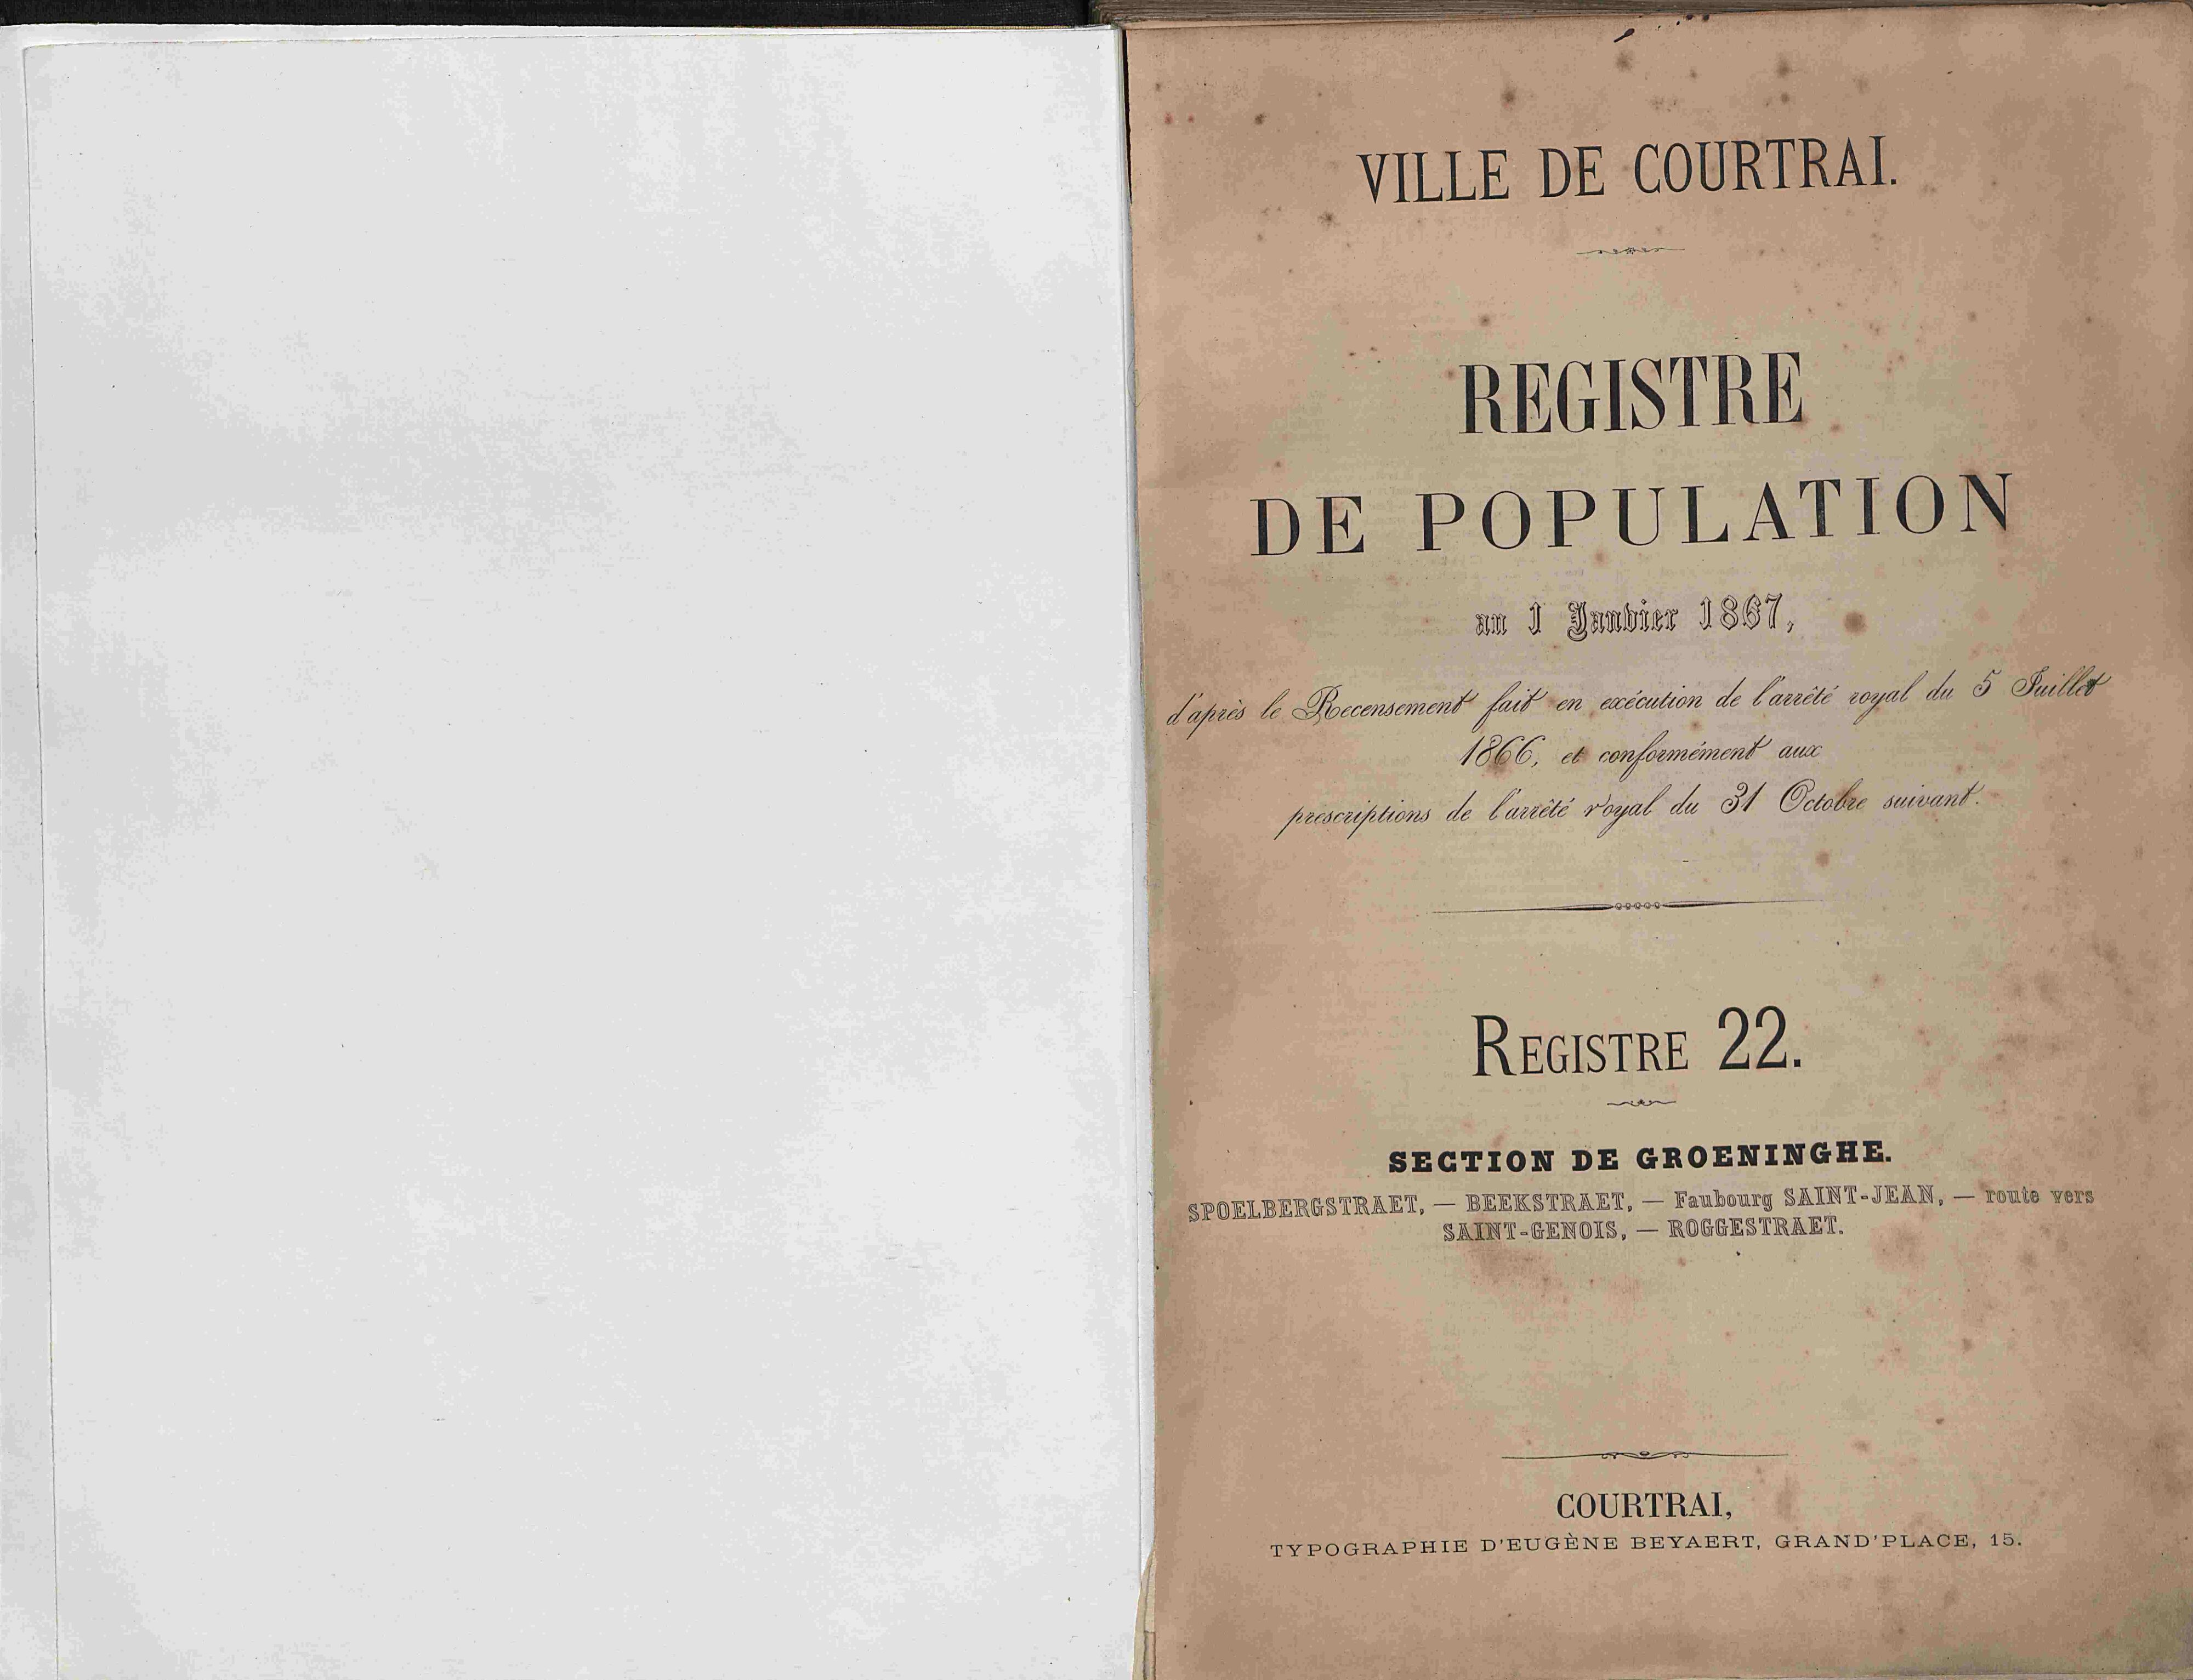 VILLE DE COURTRAI.
REGISTRE
DE POPULATION
au 1 Janvier 1867,
d'après le Recensement fait en exécution de l'arrêté royal du 5 Juillet
1866, et conformément aux
prescriptions de l'arrêté royal du 31 Octobre suivant.
REGISTRE 22.
SECTION DE GROENINGHE.
SPOELBERGSTRAET, — BEEKSTRAET, — Faubourg SAINT-JEAN, — route vers
SAINT-GENOIS, — ROGGESTRAET.
COURTRAI,
TYPOGRAPHIE D'EUGÈNE BEYAERT, GRAND'PLACE, 15.